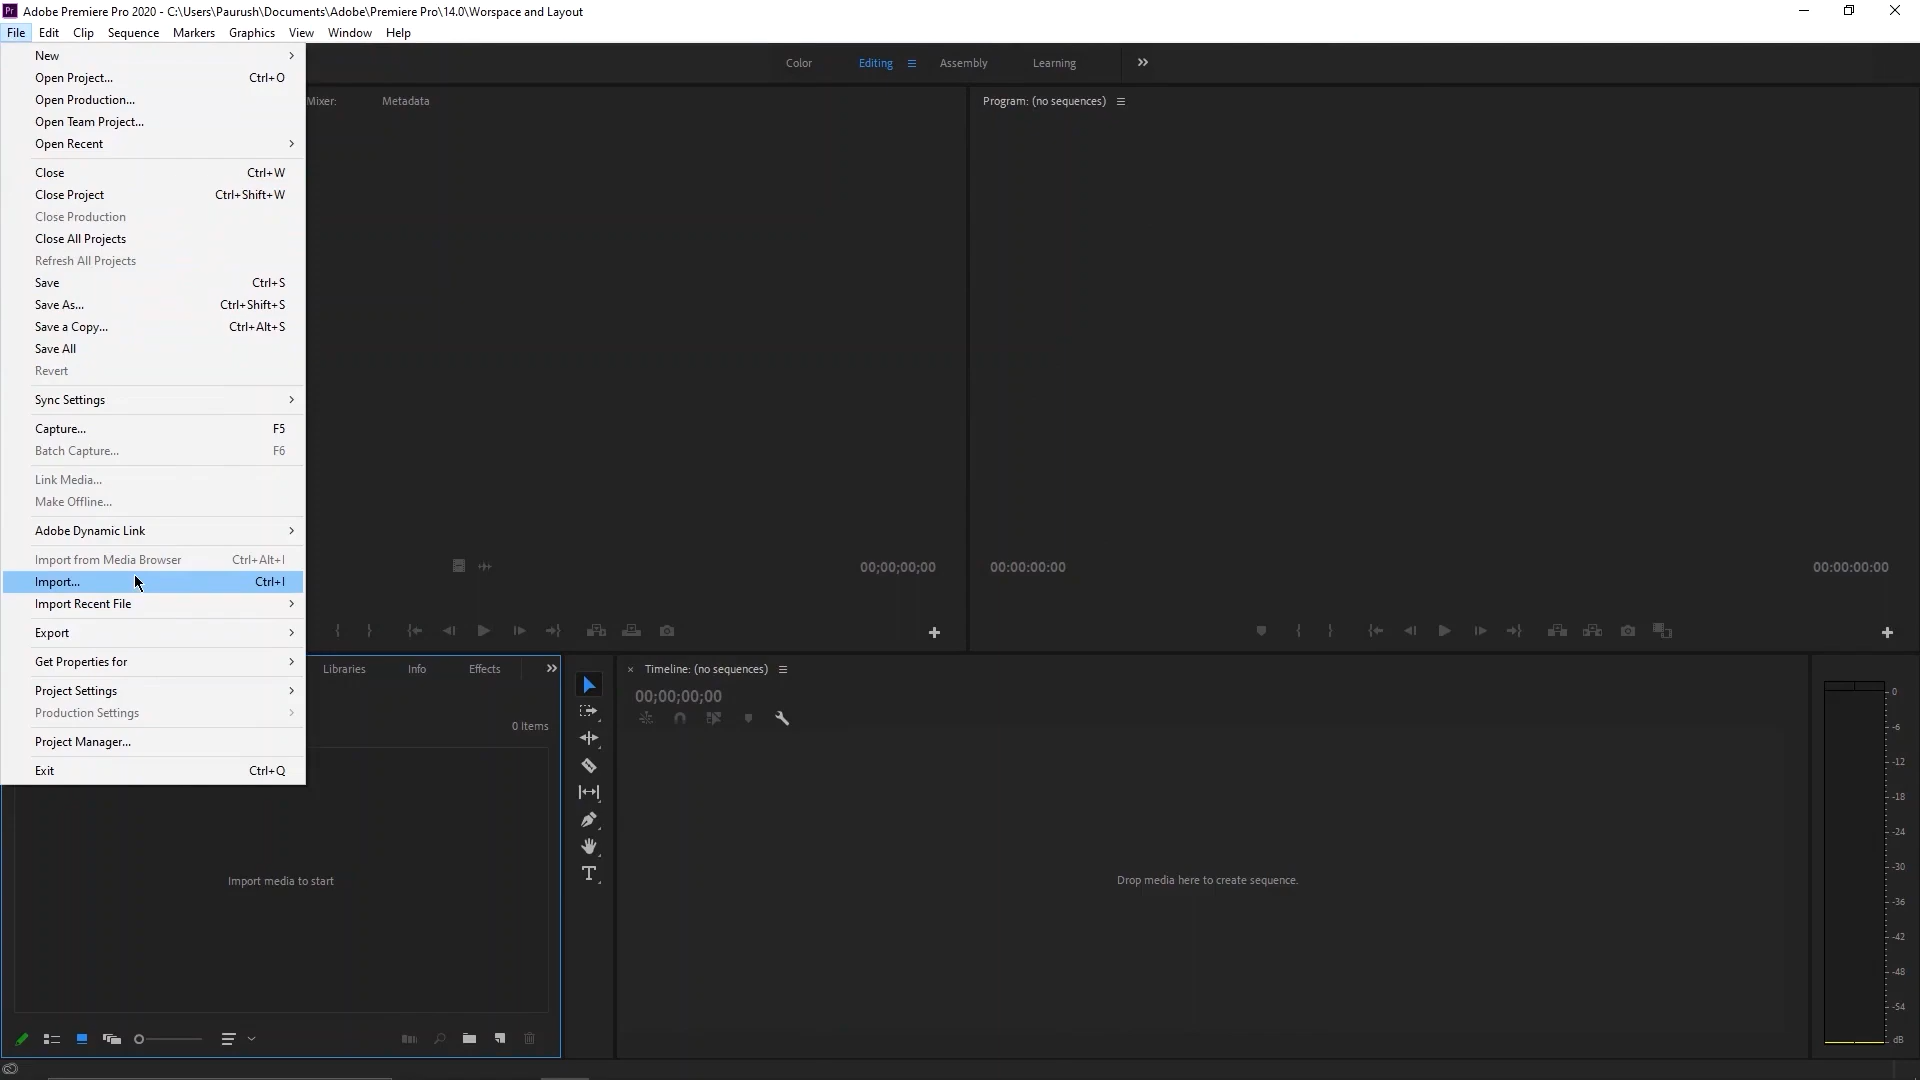 Adobe Premiere Pro 2020 - C:\Users\Paurush\Documents\Adobe\Premiere Pro\14.0\Worspace and Layout
File Edit Clip Sequence Markers Graphics View Window Help
New
Open Project... Ctrl+O
Open Production...
Open Team Project...
Open Recent
Close Ctrl+W
Close Project Ctrl+Shift+W
Close Production
Close All Projects
Refresh All Projects
Save Ctrl+S
Save As... Ctrl+Shift+S
Save a Copy... Ctrl+Alt+S
Save All
Revert
Sync Settings
Capture... F5
Batch Capture... F6
Link Media...
Make Offline...
Adobe Dynamic Link
Import from Media Browser Ctrl+Alt+I
Import... Ctrl+I
Import Recent File
Export
Get Properties for
Project Settings
Production Settings
Project Manager...
Exit Ctrl+Q
Color Editing Assembly Learning
Mixer: Metadata
Program: (no sequences)
00;00;00;00
00:00:00:00 00:00:00:00
Libraries Info Effects
0 Items
Import media to start
Timeline: (no sequences)
00;00;00;00
Drop media here to create sequence.
0
-6
-12
-18
-24
-30
-36
-42
-48
-54
dB